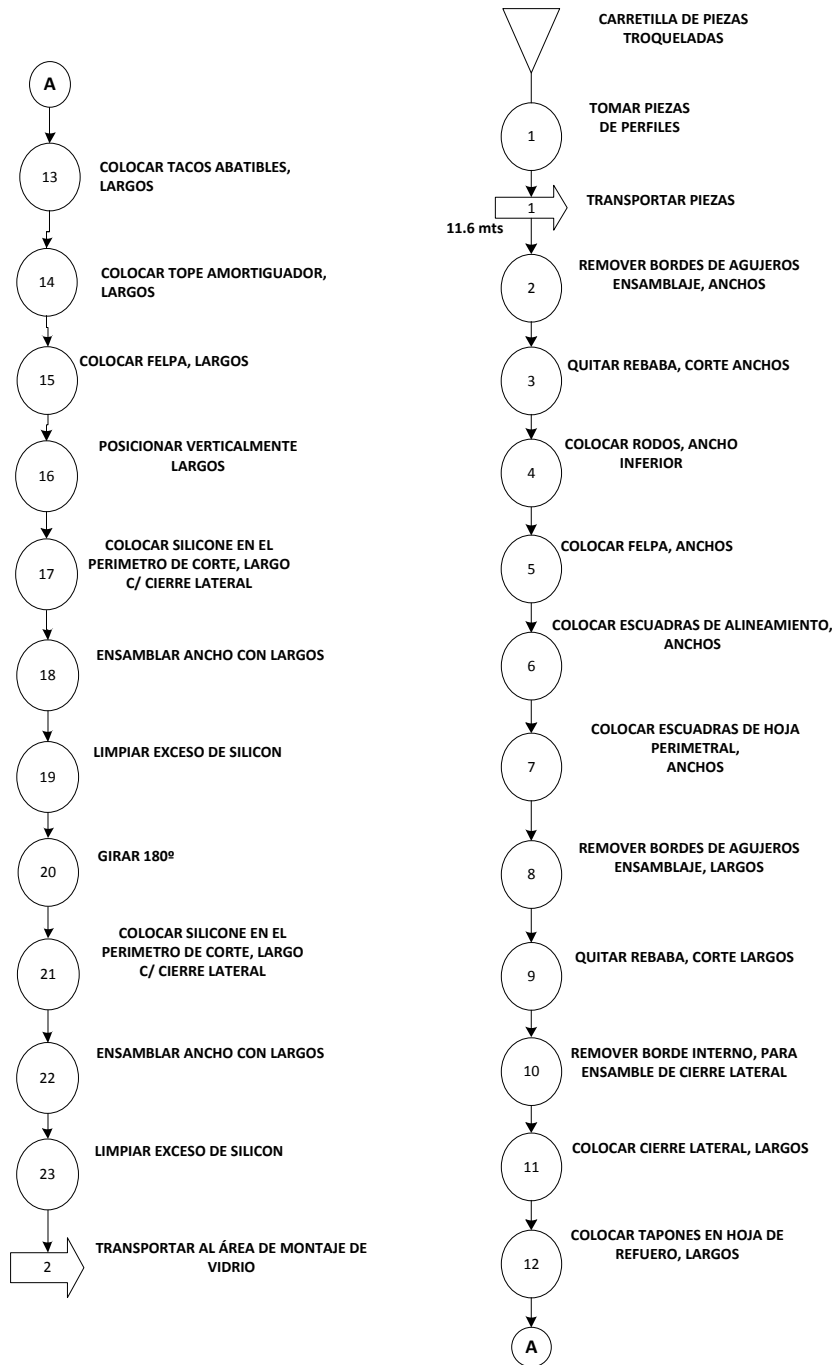 CARRETILLA DE PIEZAS
TROQUELADAS
1
TOMAR PIEZAS
DE PERFILES
1
TRANSPORTAR PIEZAS
11.6 mts
2
REMOVER BORDES DE AGUJEROS
ENSAMBLAJE, ANCHOS
3
QUITAR REBABA, CORTE ANCHOS
4
COLOCAR RODOS, ANCHO
INFERIOR
5
COLOCAR FELPA, ANCHOS
6
COLOCAR ESCUADRAS DE ALINEAMIENTO,
ANCHOS
7
COLOCAR ESCUADRAS DE HOJA
PERIMETRAL,
ANCHOS
8
REMOVER BORDES DE AGUJEROS
ENSAMBLAJE, LARGOS
9
QUITAR REBABA, CORTE LARGOS
10
REMOVER BORDE INTERNO, PARA
ENSAMBLE DE CIERRE LATERAL
11
COLOCAR CIERRE LATERAL, LARGOS
12
COLOCAR TAPONES EN HOJA DE
REFUERO, LARGOS
A
A
13
COLOCAR TACOS ABATIBLES,
LARGOS
14
COLOCAR TOPE AMORTIGUADOR,
LARGOS
15
COLOCAR FELPA, LARGOS
16
POSICIONAR VERTICALMENTE
LARGOS
17
COLOCAR SILICONE EN EL
PERIMETRO DE CORTE, LARGO
C/ CIERRE LATERAL
18
ENSAMBLAR ANCHO CON LARGOS
19
LIMPIAR EXCESO DE SILICON
20
GIRAR 180º
21
COLOCAR SILICONE EN EL
PERIMETRO DE CORTE, LARGO
C/ CIERRE LATERAL
22
ENSAMBLAR ANCHO CON LARGOS
23
LIMPIAR EXCESO DE SILICON
2
TRANSPORTAR AL ÁREA DE MONTAJE DE
VIDRIO